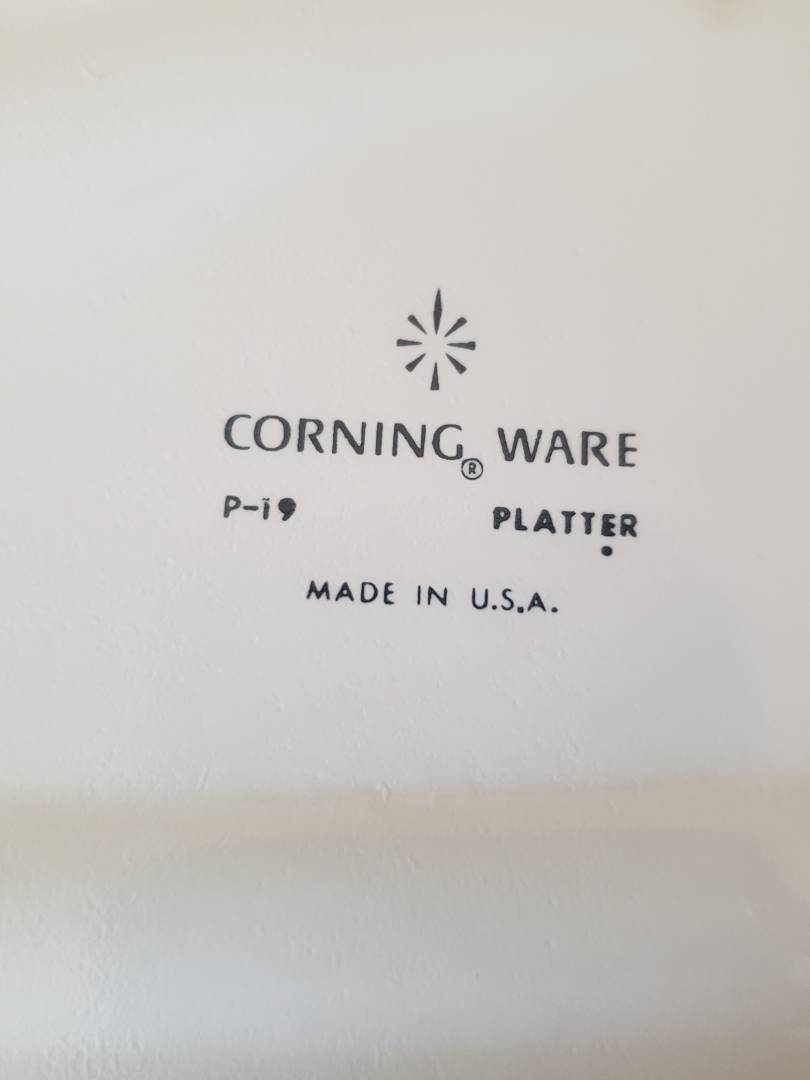 CORNING® WARE
P-19 PLATTER
MADE IN U.S.A.